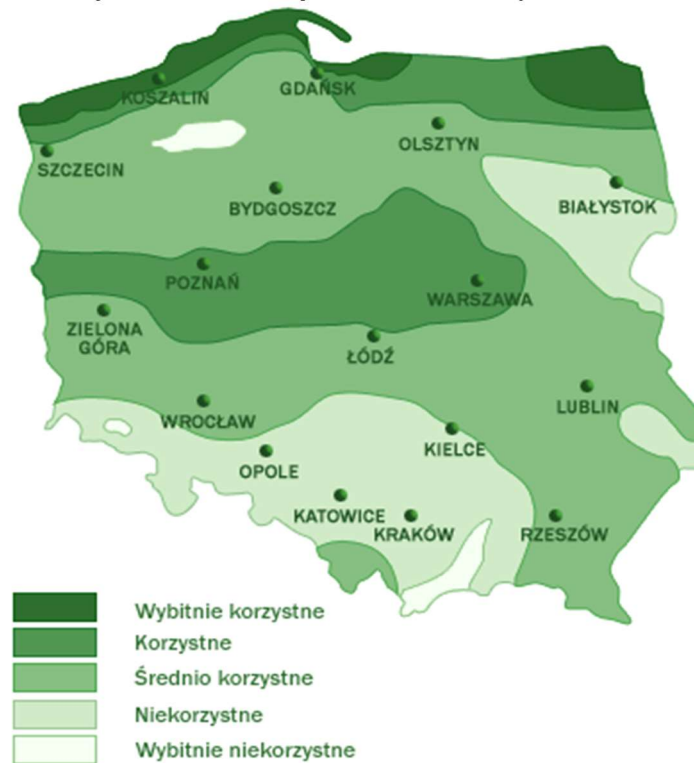 KOSZALIN
GDAŃSK
OLSZTYN
SZCZECIN
BYDGOSZCZ
BIAŁYSTOK
POZNAŃ
WARSZAWA
ZIELONA
GÓRA
ŁÓDŹ
LUBLIN
WROCŁAW
KIELCE
OPOLE
KATOWICE
KRAKÓW
RZESZÓW
Wybitnie korzystne
Korzystne
Średnio korzystne
Niekorzystne
Wybitnie niekorzystne